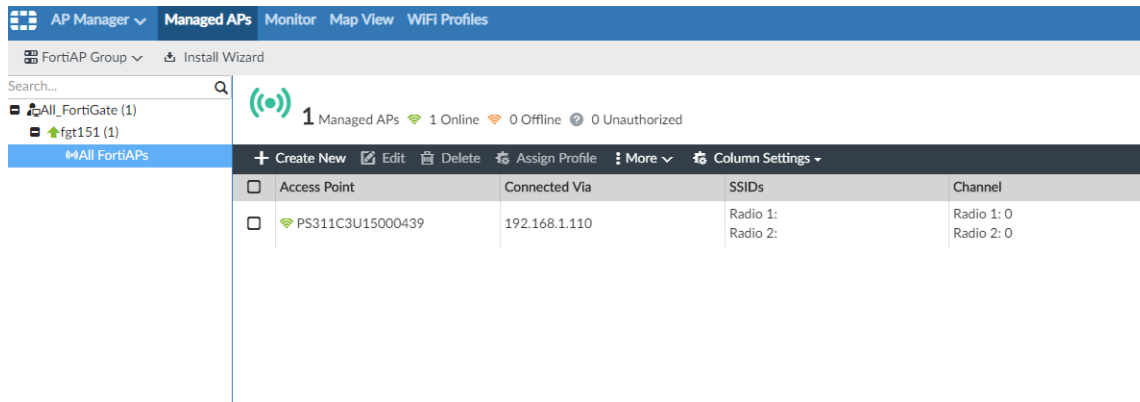 AP Manager Managed APs Monitor Map View WiFi Profiles
FortiAP Group Install Wizard
Search...
All_FortiGate (1)
fgt151 (1)
All FortiAPs
1 Managed APs 1 Online 0 Offline 0 Unauthorized
Create New Edit Delete Assign Profile More Column Settings
Access Point Connected Via SSIDs Channel
PS311C3U15000439 192.168.1.110 Radio 1: Radio 1: 0
Radio 2: Radio 2: 0